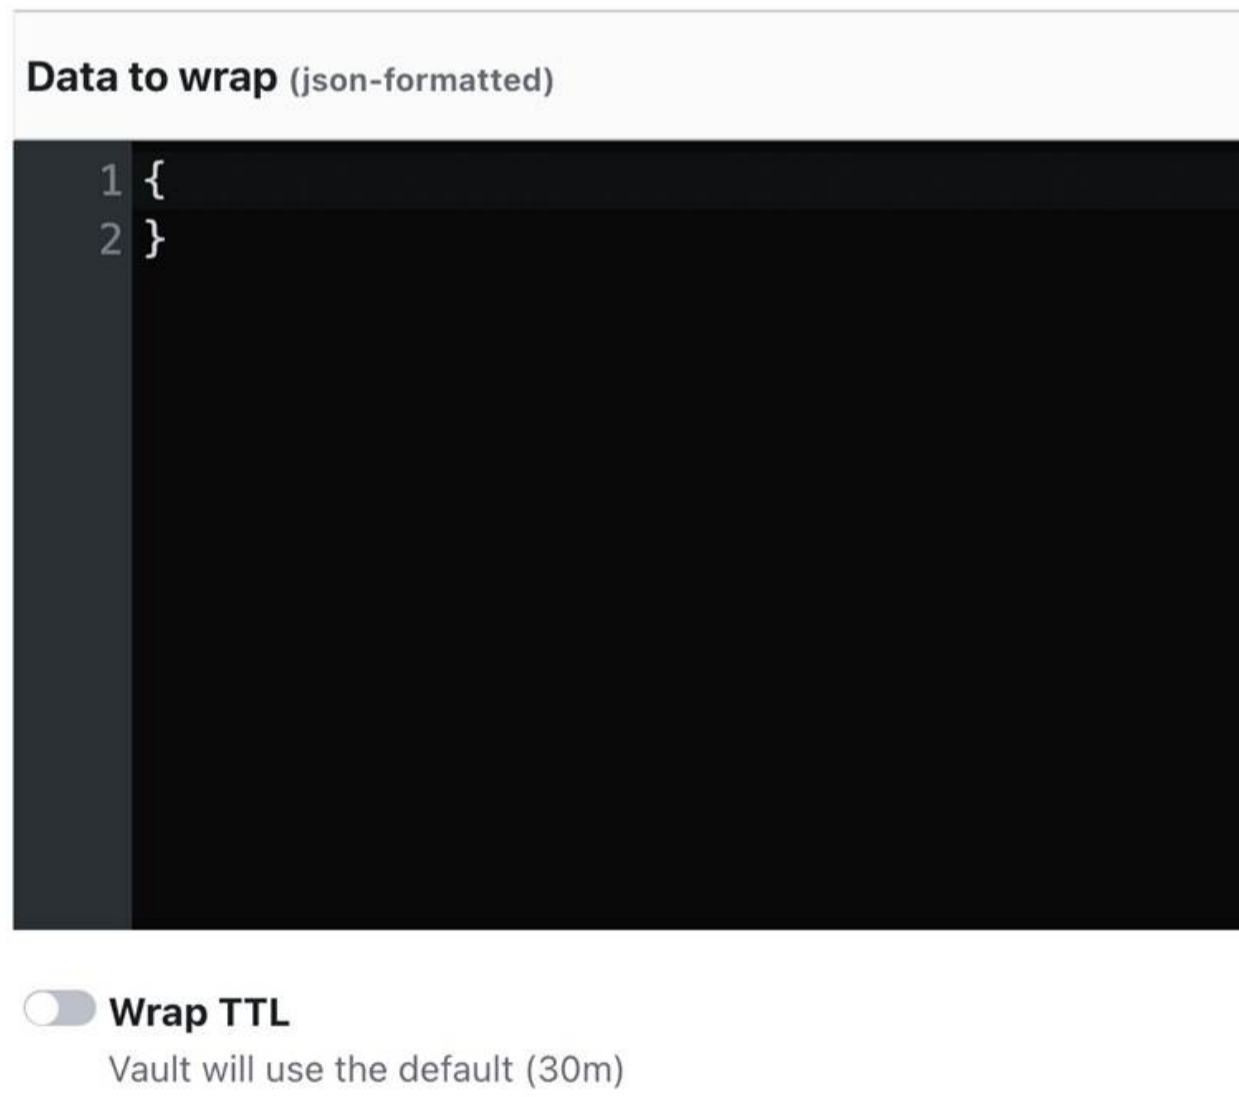 Data to wrap (json-formatted)
1 {
2 }
Wrap TTL
Vault will use the default (30m)